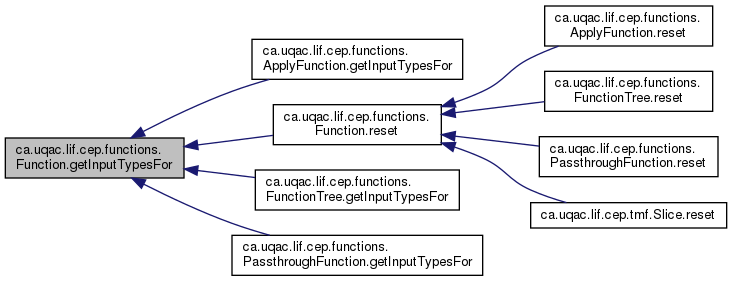 ca.uqac.lif.cep.functions.
Function.getInputTypesFor
ca.uqac.lif.cep.functions.
ApplyFunction.getInputTypesFor
ca.uqac.lif.cep.functions.
Function.reset
ca.uqac.lif.cep.functions.
FunctionTree.getInputTypesFor
ca.uqac.lif.cep.functions.
PassthroughFunction.getInputTypesFor
ca.uqac.lif.cep.functions.
ApplyFunction.reset
ca.uqac.lif.cep.functions.
FunctionTree.reset
ca.uqac.lif.cep.functions.
PassthroughFunction.reset
ca.uqac.lif.cep.tmf.Slice.reset